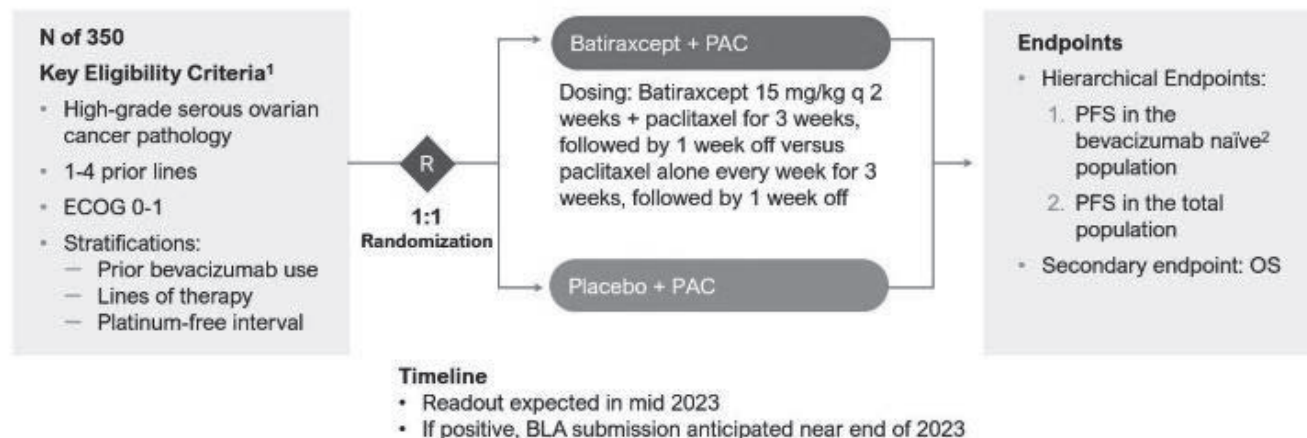 N of 350
Key Eligibility Criteria¹
• High-grade serous ovarian
cancer pathology
• 1-4 prior lines
• ECOG 0-1
• Stratifications:
— Prior bevacizumab use
— Lines of therapy
— Platinum-free interval
R
1:1
Randomization
Batiraxcept + PAC
Dosing: Batiraxcept 15 mg/kg q 2
weeks + paclitaxel for 3 weeks,
followed by 1 week off versus
paclitaxel alone every week for 3
weeks, followed by 1 week off
Placebo + PAC
Endpoints
• Hierarchical Endpoints:
1. PFS in the
bevacizumab naïve²
population
2. PFS in the total
population
• Secondary endpoint: OS
Timeline
• Readout expected in mid 2023
• If positive, BLA submission anticipated near end of 2023